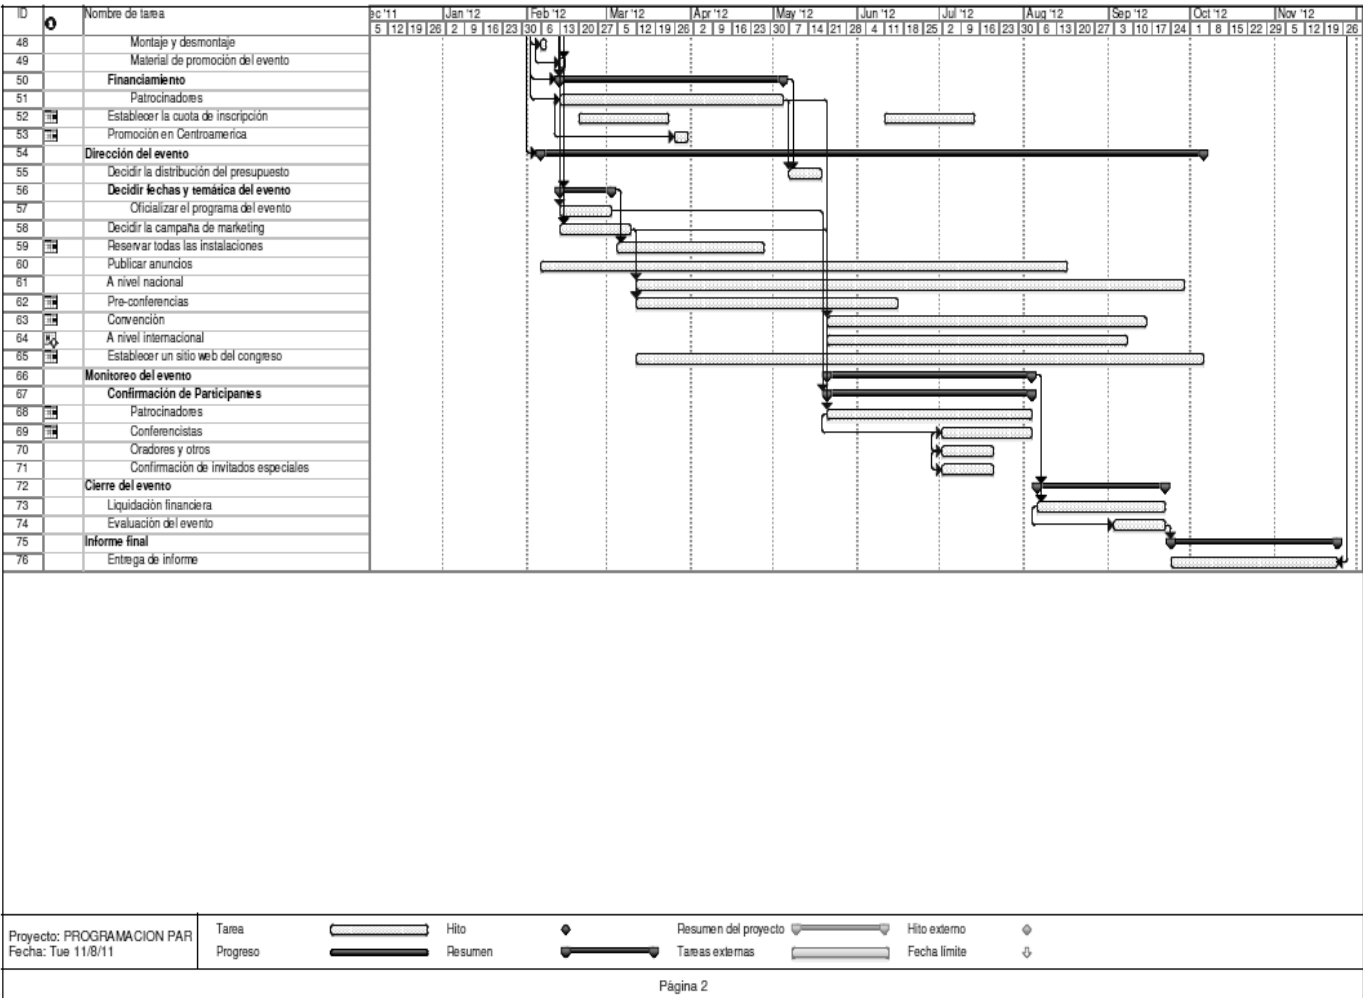 ID Nombre de tarea ec '11 Jan '12 Feb '12 Mar '12 Apr '12 May '12 Jun '12 Jul '12 Aug '12 Sep '12 Oct '12 Nov '12
5 12 19 26 2 9 16 23 30 6 13 20 27 5 12 19 26 2 9 16 23 30 7 14 21 28 4 11 18 25 2 9 16 23 30 6 13 20 27 3 10 17 24 1 8 15 22 29 5 12 19 26
48 Montaje y desmontaje
49 Material de promoción del evento
50 Financiamiento
51 Patrocinadores
52 Establecer la cuota de inscripción
53 Promoción en Centroamerica
54 Dirección del evento
55 Decidir la distribución del presupuesto
56 Decidir fechas y temática del evento
57 Oficializar el programa del evento
58 Decidir la campaña de marketing
59 Reservar todas las instalaciones
60 Publicar anuncios
61 A nivel nacional
62 Pre-conferencias
63 Convención
64 A nivel internacional
65 Establecer un sitio web del congreso
66 Monitoreo del evento
67 Confirmación de Participantes
68 Patrocinadores
69 Conferencistas
70 Oradores y otros
71 Confirmación de invitados especiales
72 Cierre del evento
73 Liquidación financiera
74 Evaluación del evento
75 Informe final
76 Entrega de informe
Proyecto: PROGRAMACION PAR
Fecha: Tue 11/8/11
Tarea Hito Resumen del proyecto Hito externo
Progreso Resumen Tareas externas Fecha límite
Página 2